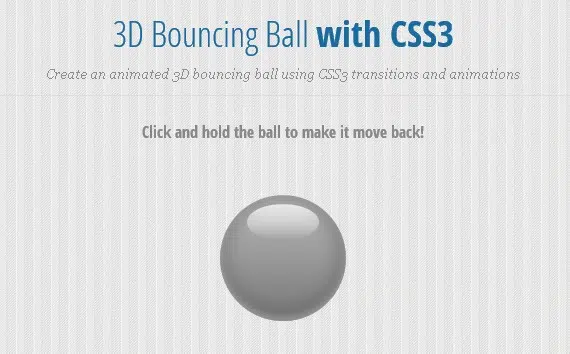 3D Bouncing Ball with CSS3
Create an animated 3D bouncing ball using CSS3 transitions and animations
Click and hold the ball to make it move back!